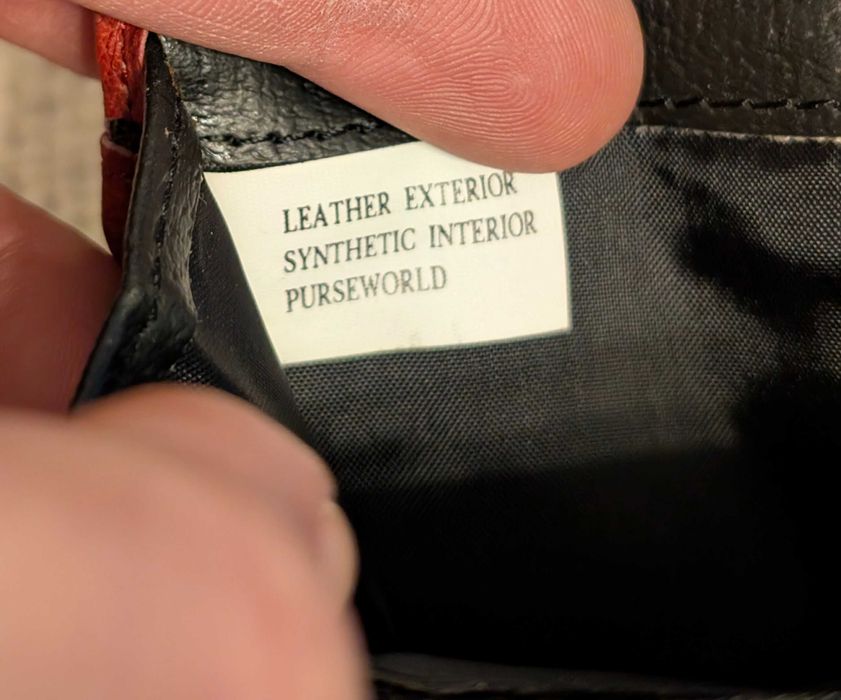 LEATHER EXTERIOR
SYNTHETIC INTERIOR
PURSEWORLD